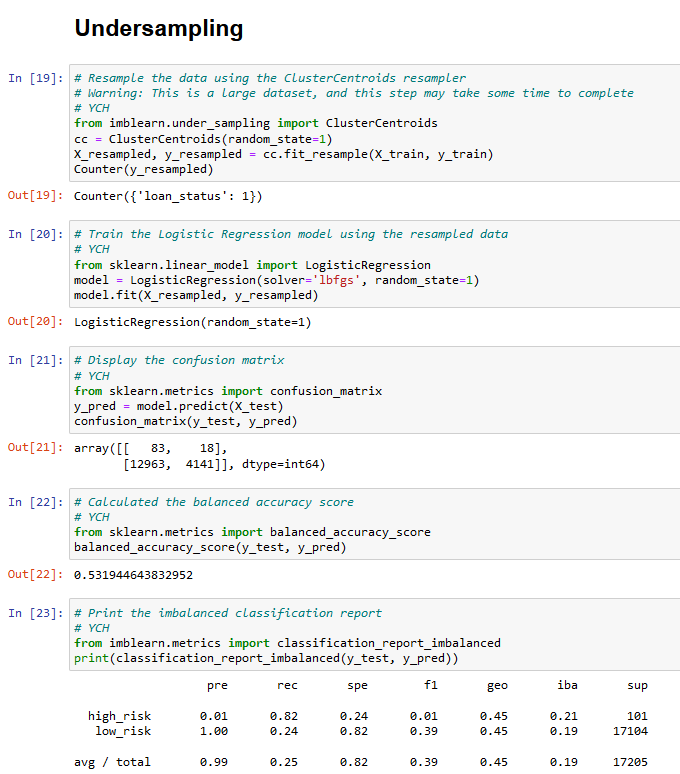 Undersampling
In [19]: # Resample the data using the ClusterCentroids resampler
# Warning: This is a large dataset, and this step may take some time to complete
# YCH
from imblearn.under_sampling import ClusterCentroids
cc = ClusterCentroids(random_state=1)
X_resampled, y_resampled = cc.fit_resample(X_train, y_train)
Counter(y_resampled)
Out[19]: Counter({'loan_status': 1})
In [20]: # Train the Logistic Regression model using the resampled data
# YCH
from sklearn.linear_model import LogisticRegression
model = LogisticRegression(solver='lbfgs', random_state=1)
model.fit(X_resampled, y_resampled)
Out[20]: LogisticRegression(random_state=1)
In [21]: # Display the confusion matrix
# YCH
from sklearn.metrics import confusion_matrix
y_pred = model.predict(X_test)
confusion_matrix(y_test, y_pred)
Out[21]: array([[   83,    18],
       [12963,  4141]], dtype=int64)
In [22]: # Calculated the balanced accuracy score
# YCH
from sklearn.metrics import balanced_accuracy_score
balanced_accuracy_score(y_test, y_pred)
Out[22]: 0.531944643832952
In [23]: # Print the imbalanced classification report
# YCH
from imblearn.metrics import classification_report_imbalanced
print(classification_report_imbalanced(y_test, y_pred))
pre rec spe f1 geo iba sup
high_risk 0.01 0.82 0.24 0.01 0.45 0.21 101
low_risk 1.00 0.24 0.82 0.39 0.45 0.19 17104
avg / total 0.99 0.25 0.82 0.39 0.45 0.19 17205